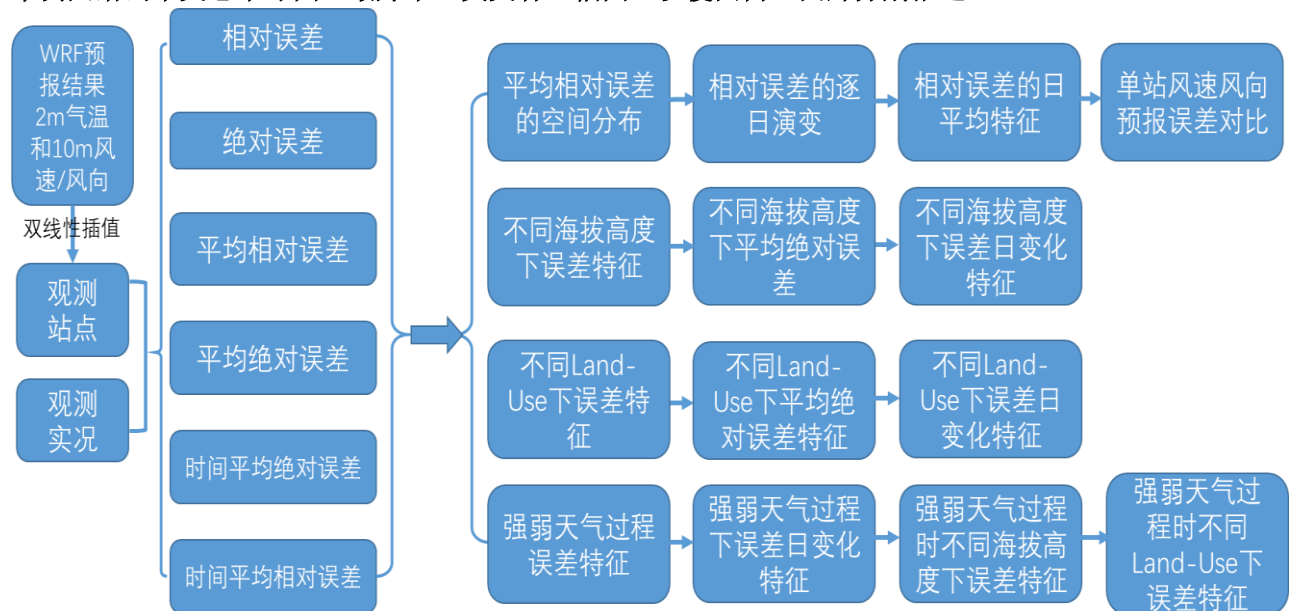 WRF预
报结果
2m气温
和10m风
速/风向
双线性插值
观测
站点
观测
实况
相对误差
绝对误差
平均相对误差
平均绝对误差
时间平均绝对误差
时间平均相对误差
平均相对误差
的空间分布
相对误差的逐
日演变
相对误差的日
平均特征
单站风速风向
预报误差对比
不同海拔高度
下误差特征
不同海拔高度
下平均绝对误
差
不同海拔高度
下误差日变化
特征
不同Land-
Use下误差特
征
不同Land-
Use下平均绝
对误差特征
不同Land-
Use下误差日
变化特征
强弱天气过程
误差特征
强弱天气过程
下误差日变化
特征
强弱天气过程
时不同海拔高
度下误差特征
强弱天气过
程时不同
Land-Use下
误差特征